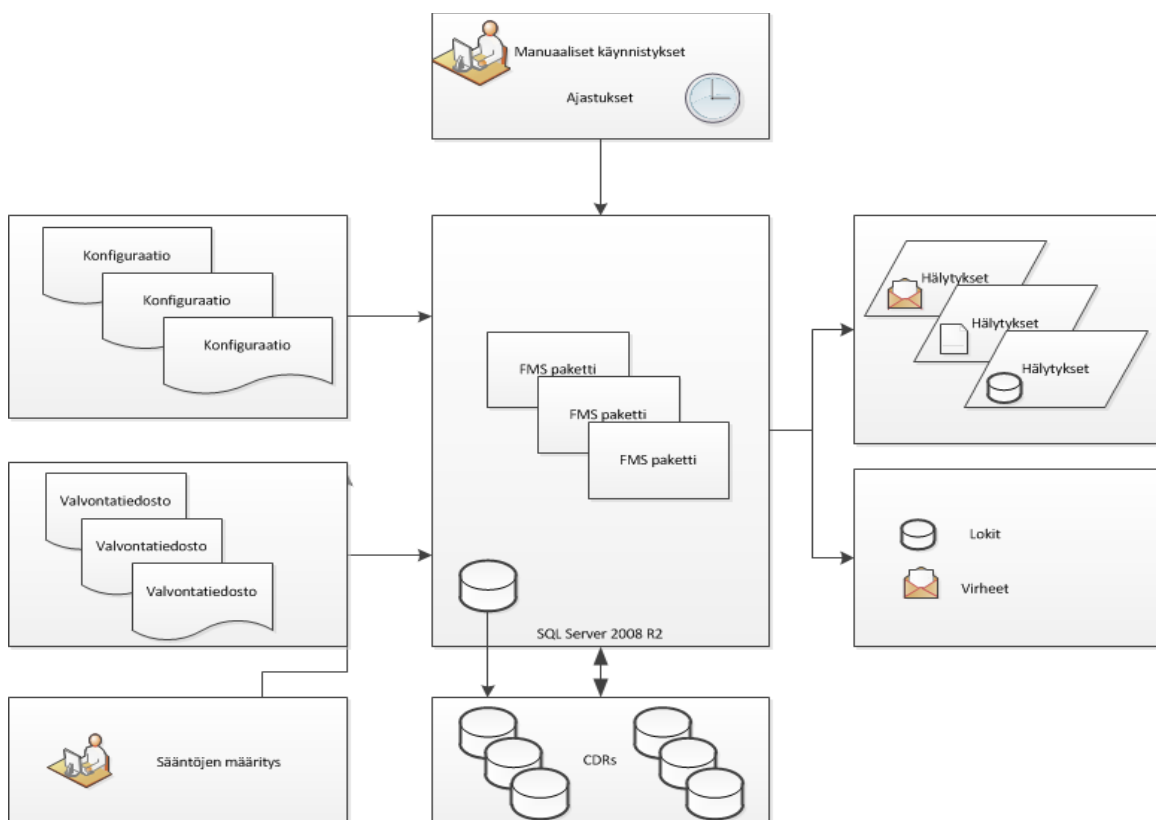 Manuaaliset käynnistykset
Ajastukset
Konfiguraatio
Konfiguraatio
Konfiguraatio
FMS paketti
FMS paketti
FMS paketti
SQL Server 2008 R2
Hälytykset
Hälytykset
Hälytykset
Valvontatiedosto
Valvontatiedosto
Valvontatiedosto
Lokit
Virheet
Sääntöjen määritys
CDRs